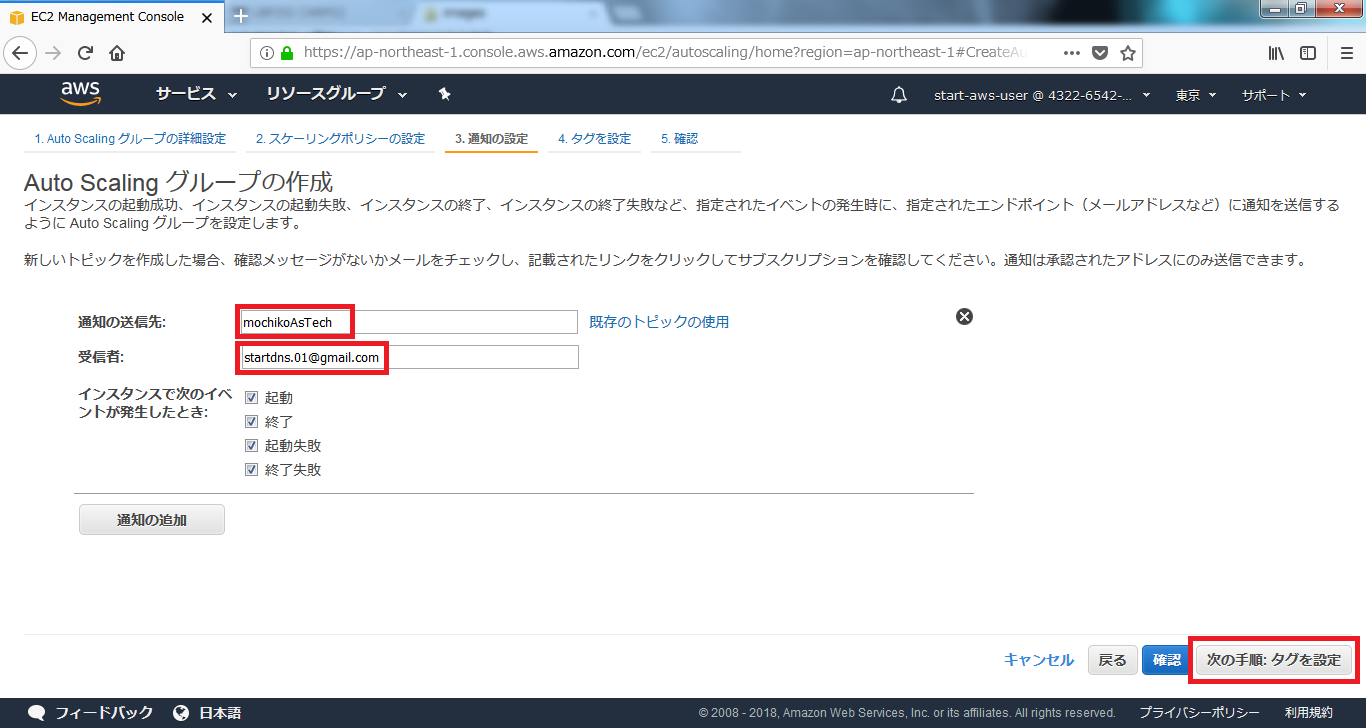 EC2 Management Console
images
https://ap-northeast-1.console.aws.amazon.com/ec2/autoscaling/home?region=ap-northeast-1#CreateAu
aws サービス リソースグループ start-aws-user @ 4322-6542-... 東京 サポート
1. Auto Scaling グループの詳細設定 2. スケーリングポリシーの設定 3. 通知の設定 4. タグを設定 5. 確認
Auto Scaling グループの作成
インスタンスの起動成功、インスタンスの起動失敗、インスタンスの終了、インスタンスの終了失敗など、指定されたイベントの発生時に、指定されたエンドポイント（メールアドレスなど）に通知を送信する
ように Auto Scaling グループを設定します。
新しいトピックを作成した場合、確認メッセージがないかメールをチェックし、記載されたリンクをクリックしてサブスクリプションを確認してください。通知は承認されたアドレスにのみ送信できます。
通知の送信先: mochikoAsTech 既存のトピックの使用
受信者: startdns.01@gmail.com
インスタンスで次のイベ
ントが発生したとき:
起動
終了
起動失敗
終了失敗
通知の追加
キャンセル 戻る 確認 次の手順: タグを設定
フィードバック 日本語 © 2008 - 2018, Amazon Web Services, Inc. or its affiliates. All rights reserved. プライバシーポリシー 利用規約